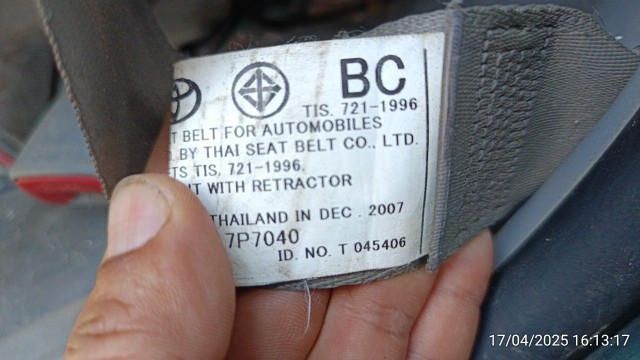 BC
TIS. 721-1996
T BELT FOR AUTOMOBILES
BY THAI SEAT BELT CO., LTD.
TS TIS. 721-1996.
IT WITH RETRACTOR
THAILAND IN DEC . 2007
7P7040
ID. NO. T 045406
17/04/2025 16:13:17